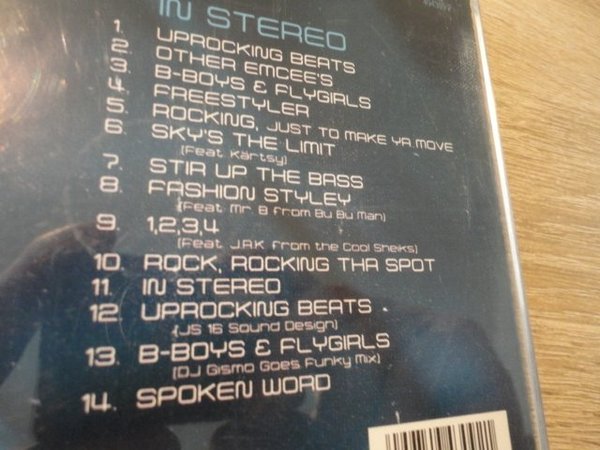 IN STEREO
1. UPROCKING BEATS
2. OTHER EMCEE'S
3. B-BOYS & FLYGIRLS
4. FREESTYLER
5. ROCKING, JUST TO MAKE YA MOVE
6. SKY'S THE LIMIT
(Feat Kärtsy)
7. STIR UP THE BASS
8. FASHION STYLEY
(Feat Mr. B from Bu Bu Man)
9. 1,2,3,4
(Feat J.A.K from the Cool Sheiks)
10. ROCK, ROCKING THA SPOT
11. IN STEREO
12. UPROCKING BEATS
(JS 16 Sound Design)
13. B-BOYS & FLYGIRLS
(DJ Gismo Goes Funky Mix)
14. SPOKEN WORD